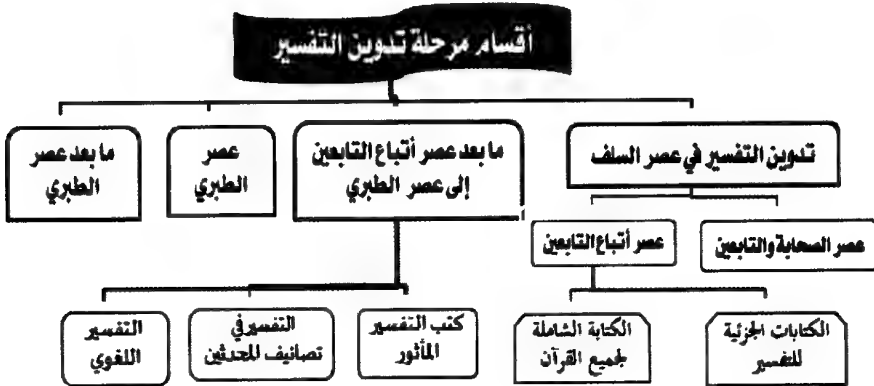 أقسام مرحلة تدوين التفسير
تدوين التفسير في عصر السلف
ما بعد عصر أتباع التابعين
إلى عصر الطبري
عصر
الطبري
ما بعد عصر
الطبري
عصر الصحابة والتابعين
عصر أتباع التابعين
الكتابات الجزئية
للتفسير
الكتابة الشاملة
لجميع القرآن
كتب التفسير
المأثور
التفسير في
تصانيف المحدثين
التفسير
اللغوي